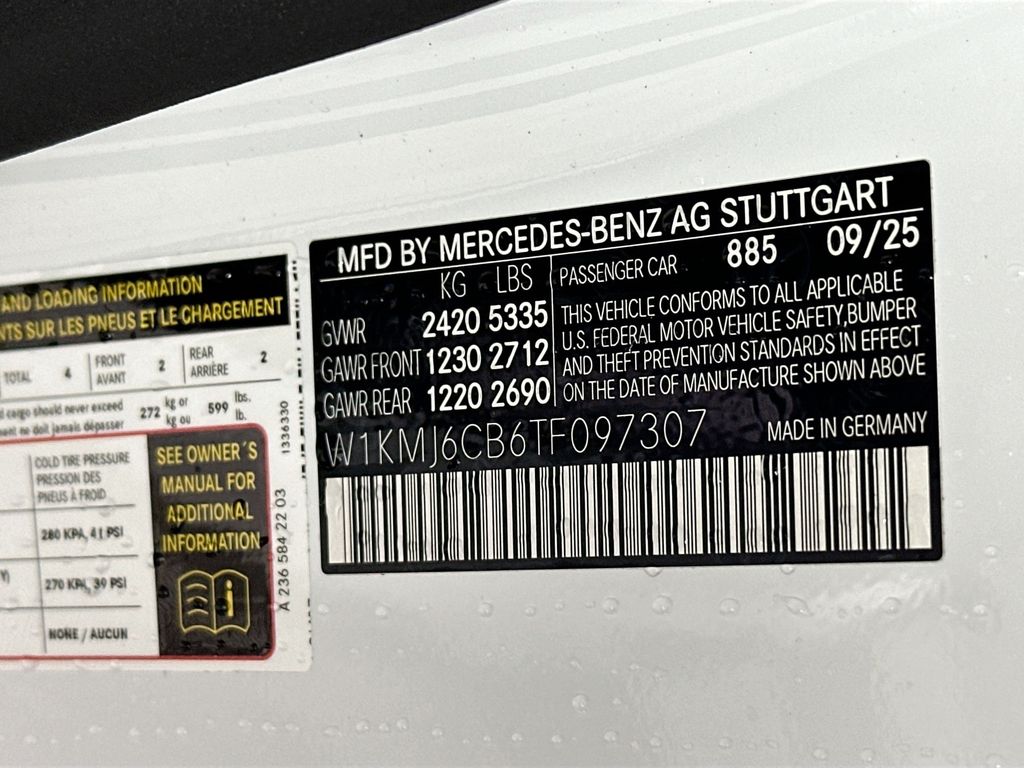 AND LOADING INFORMATION
NTS SUR LES PNEUS ET LE CHARGEMENT
TOTAL 4 FRONT AVANT 2 REAR ARRIÈRE 2
d cargo should never exceed 272 kg or 599 lbs.
ment ne doit jamais dépasser kg ou lb.
COLD TIRE PRESSURE
PRESSION DES
PNEUS À FROID
280 KPA, 41 PSI
270 KPA, 39 PSI
NONE / AUCUN
SEE OWNER´S
MANUAL FOR
ADDITIONAL
INFORMATION
1336330
A 236 584 22 03
MFD BY MERCEDES-BENZ AG STUTTGART
KG LBS
GVWR 2420 5335
GAWR FRONT 1230 2712
GAWR REAR 1220 2690
PASSENGER CAR 885 09/25
THIS VEHICLE CONFORMS TO ALL APPLICABLE
U.S. FEDERAL MOTOR VEHICLE SAFETY,BUMPER
AND THEFT PREVENTION STANDARDS IN EFFECT
ON THE DATE OF MANUFACTURE SHOWN ABOVE
W1KMJ6CB6TF097307 MADE IN GERMANY